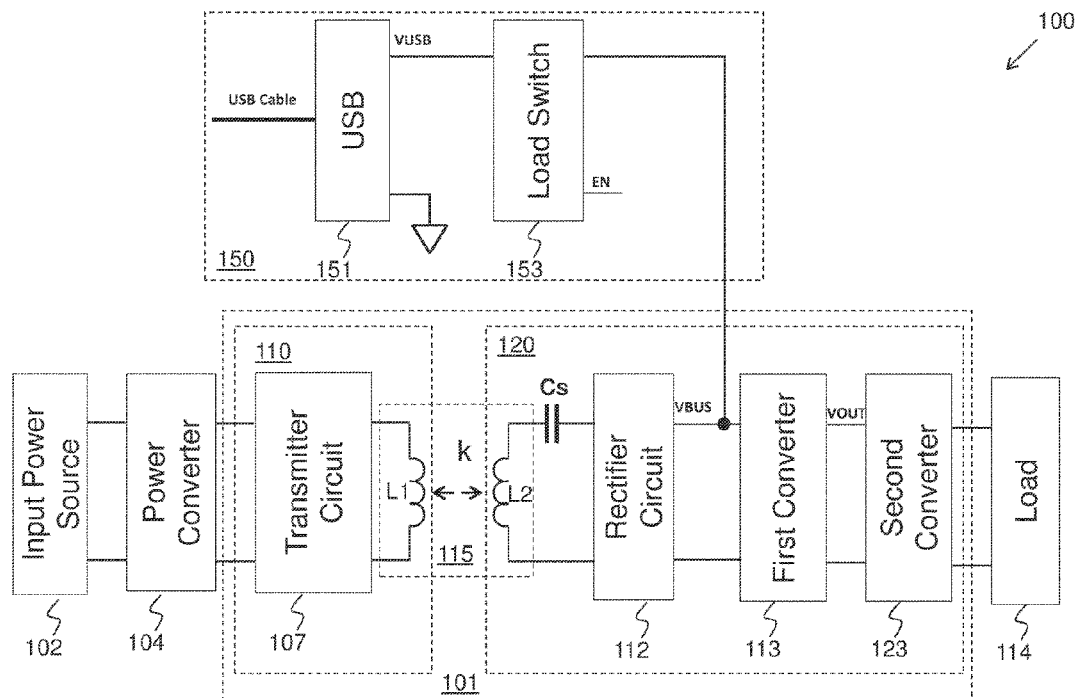 100
VUSB
USB Cable
USB
Load Switch
EN
150
151
153
110
120
Cs
VBUS
VOUT
Input Power
Source
Power
Converter
Transmitter
Circuit
L1
k
L2
Rectifier
Circuit
First Converter
Second
Converter
Load
115
102
104
107
112
113
123
114
101